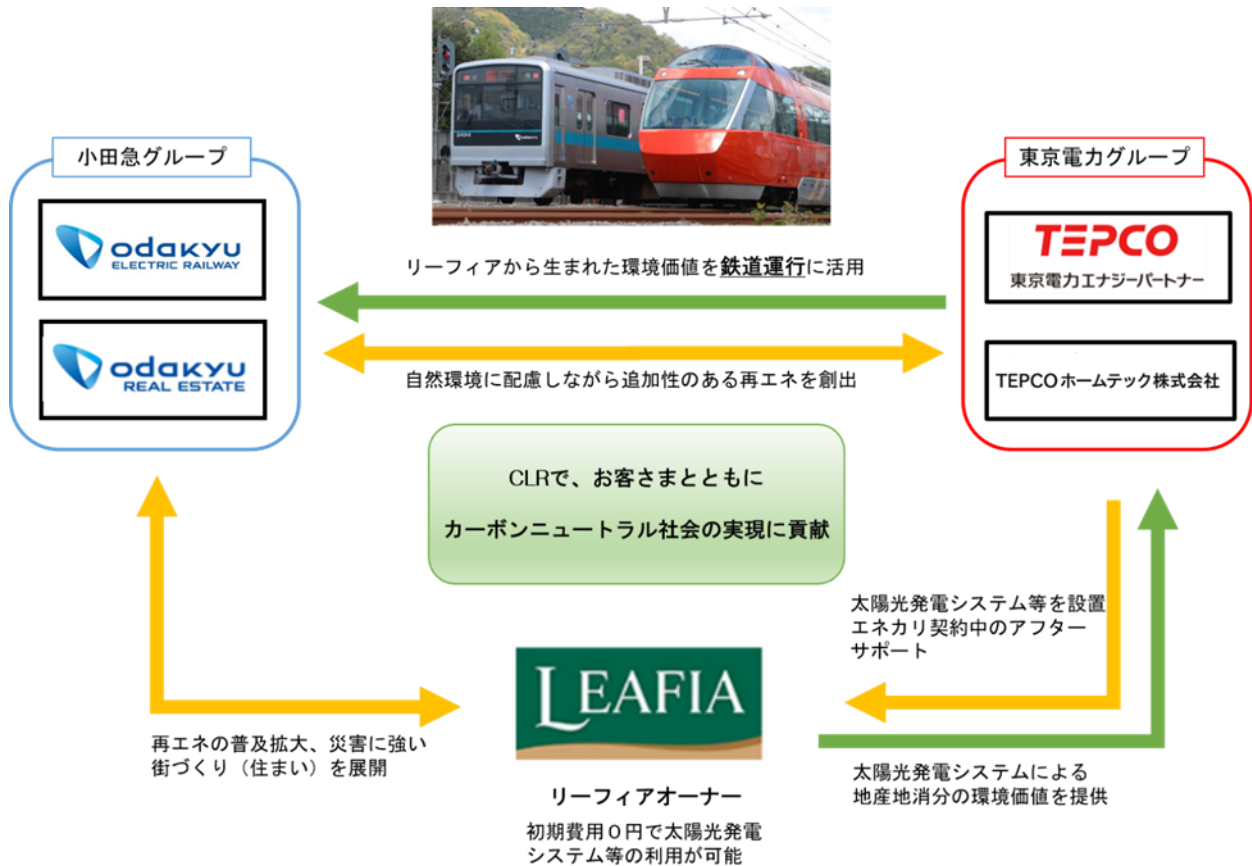 小田急グループ
odakyu
ELECTRIC RAILWAY
odakyu
REAL ESTATE
東京電力グループ
TEPCO
東京電力エナジーパートナー
TEPCOホームテック株式会社
リーフィアから生まれた環境価値を鉄道運行に活用
自然環境に配慮しながら追加性のある再エネを創出
CLRで、お客さまとともに
カーボンニュートラル社会の実現に貢献
太陽光発電システム等を設置
エネカリ契約中のアフター
サポート
再エネの普及拡大、災害に強い
街づくり（住まい）を展開
LEAFIA
リーフィアオーナー
初期費用０円で太陽光発電
システム等の利用が可能
太陽光発電システムによる
地産地消分の環境価値を提供